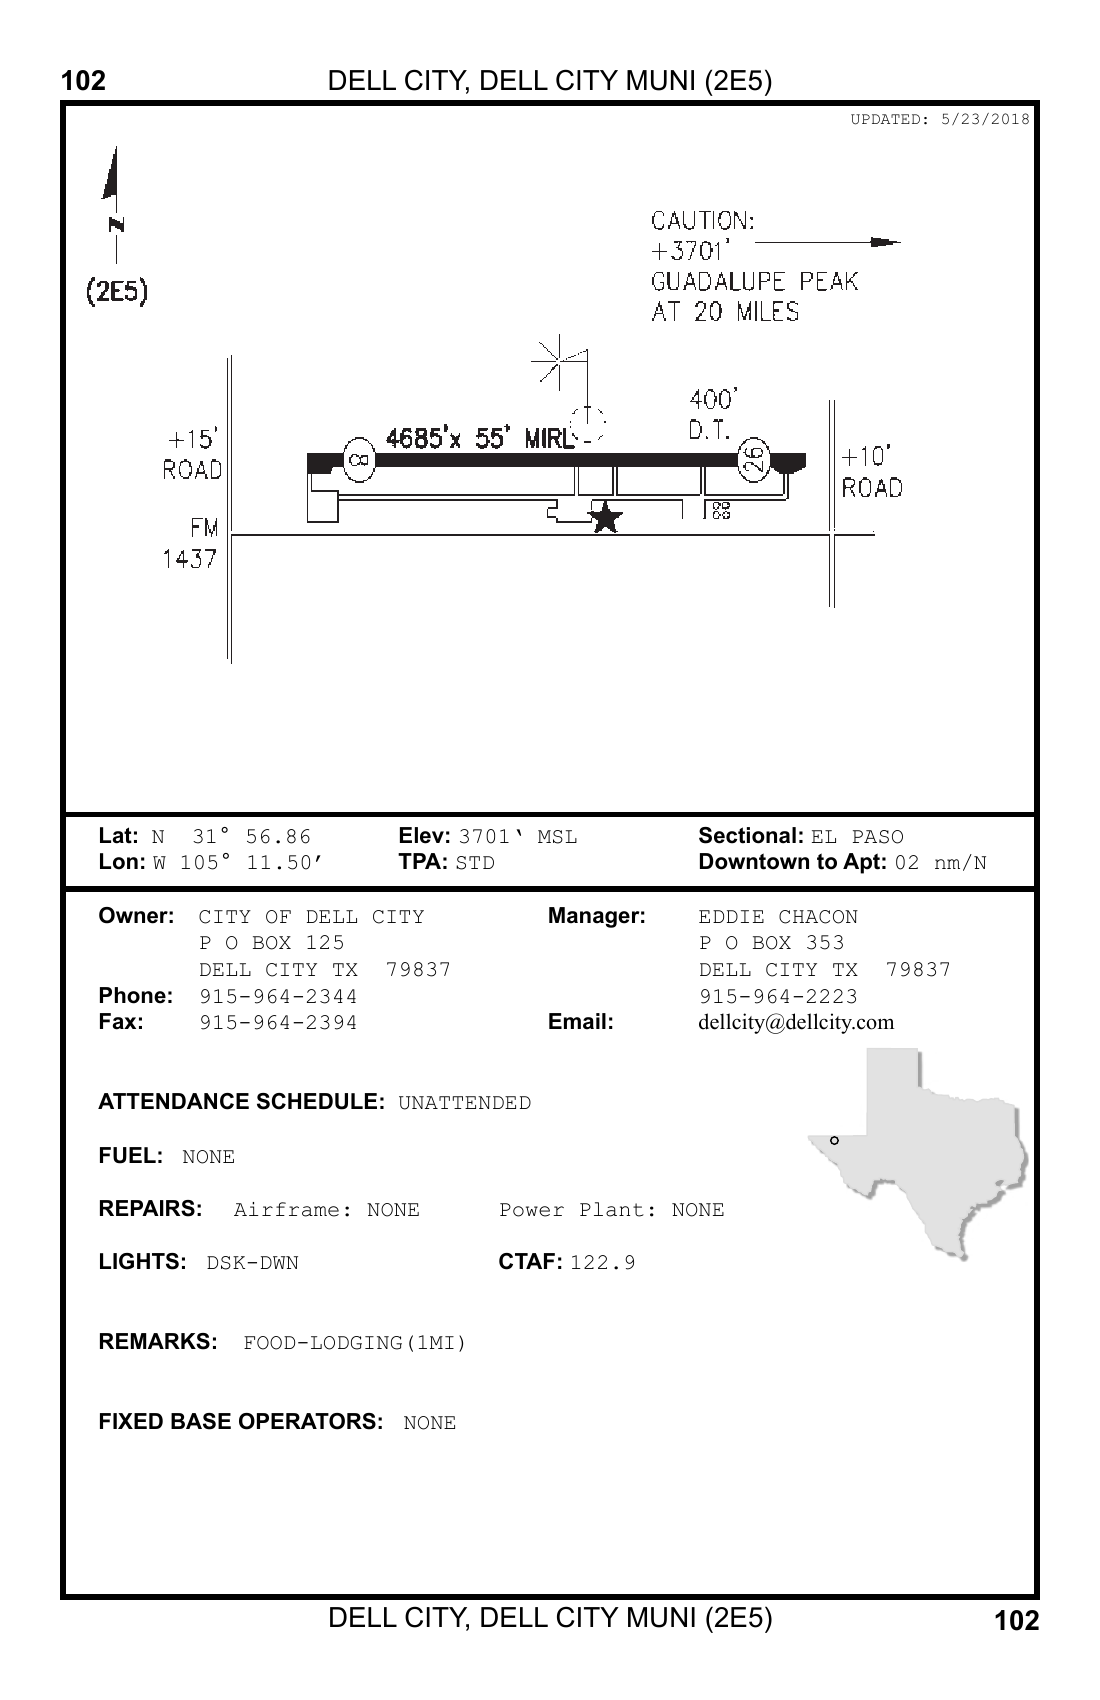 102 DELL CITY, DELL CITY MUNI (2E5)
UPDATED: 5/23/2018
N
(2E5)
CAUTION:
+3701'
GUADALUPE PEAK
AT 20 MILES
400'
D.T.
4685'x 55' MIRL
+15'
ROAD
8
26
+10'
ROAD
FM
1437
Lat: N 31° 56.86 Elev: 3701‘ MSL Sectional: EL PASO
Lon: W 105° 11.50’ TPA: STD Downtown to Apt: 02 nm/N
Owner: CITY OF DELL CITY Manager: EDDIE CHACON
P O BOX 125 P O BOX 353
DELL CITY TX 79837 DELL CITY TX 79837
Phone: 915-964-2344 915-964-2223
Fax: 915-964-2394 Email: dellcity@dellcity.com
ATTENDANCE SCHEDULE: UNATTENDED
FUEL: NONE
REPAIRS: Airframe: NONE Power Plant: NONE
LIGHTS: DSK-DWN CTAF: 122.9
REMARKS: FOOD-LODGING(1MI)
FIXED BASE OPERATORS: NONE
DELL CITY, DELL CITY MUNI (2E5) 102